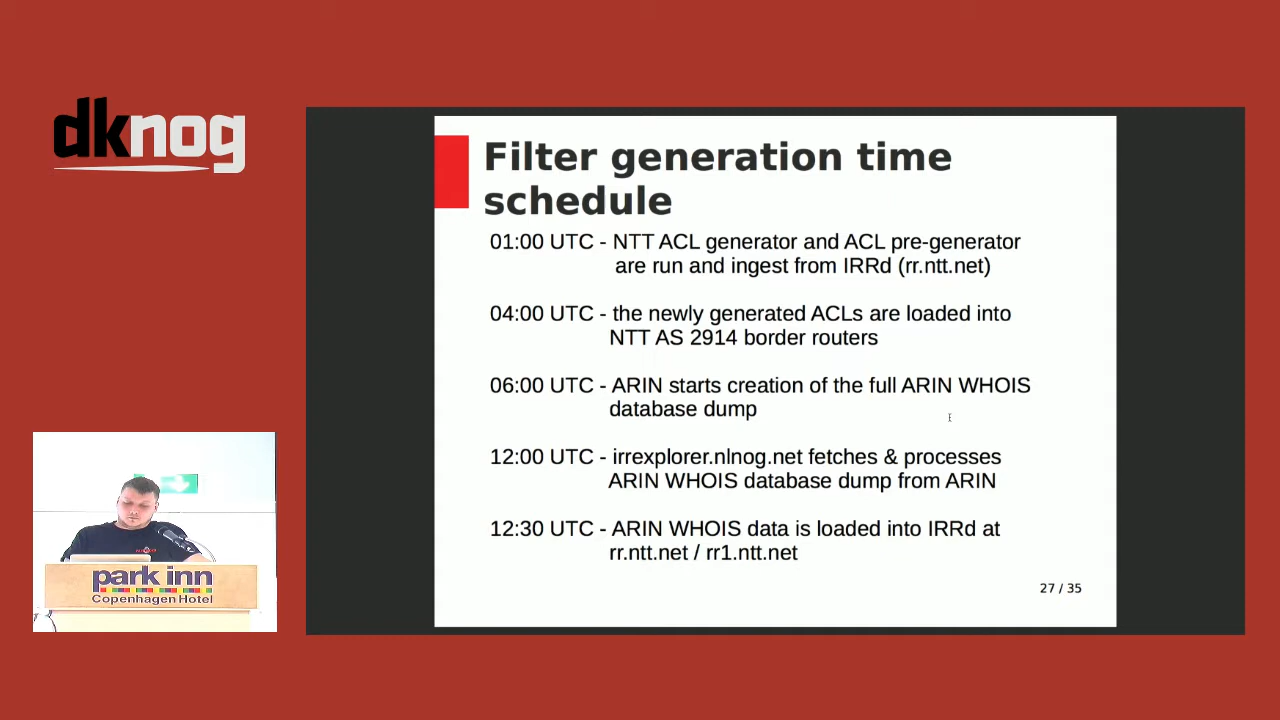 dknog
Filter generation time
schedule
01:00 UTC - NTT ACL generator and ACL pre-generator
are run and ingest from IRRd (rr.ntt.net)
04:00 UTC - the newly generated ACLs are loaded into
NTT AS 2914 border routers
06:00 UTC - ARIN starts creation of the full ARIN WHOIS
database dump
12:00 UTC - irrexplorer.nlnog.net fetches & processes
ARIN WHOIS database dump from ARIN
12:30 UTC - ARIN WHOIS data is loaded into IRRd at
rr.ntt.net / rr1.ntt.net
27 / 35
park inn
Copenhagen Hotel